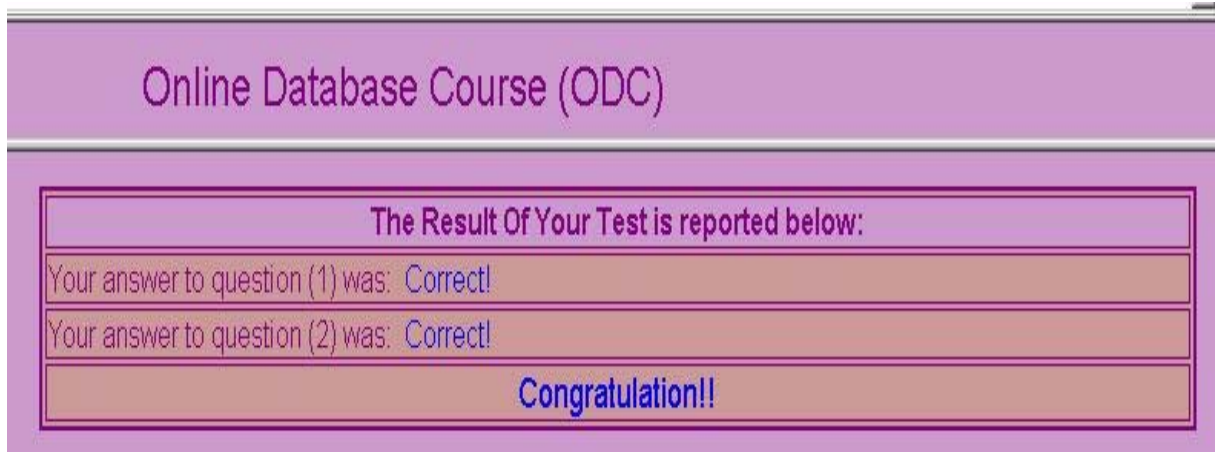 Online Database Course (ODC)
The Result Of Your Test is reported below:
Your answer to question (1) was: Correct!
Your answer to question (2) was: Correct!
Congratulation!!